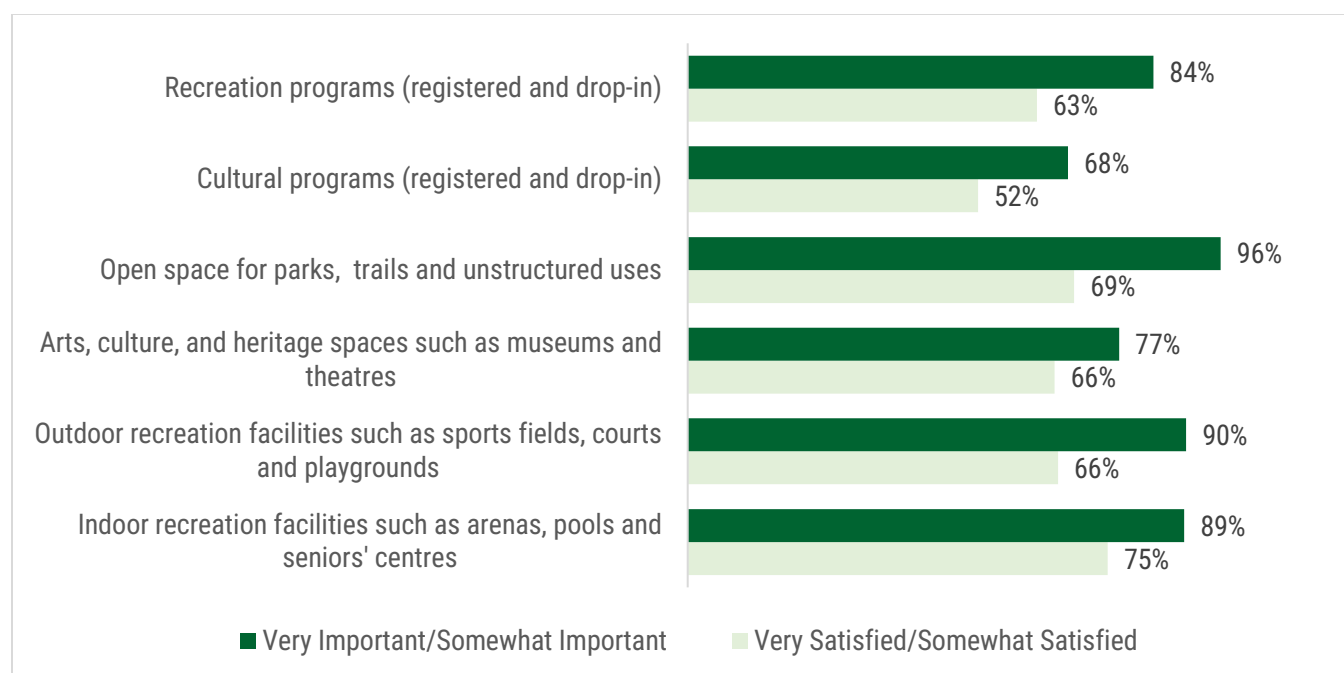 Recreation programs (registered and drop-in)
84%
63%
Cultural programs (registered and drop-in)
68%
52%
Open space for parks,  trails and unstructured uses
96%
69%
Arts, culture, and heritage spaces such as museums and
theatres
77%
66%
Outdoor recreation facilities such as sports fields, courts
and playgrounds
90%
66%
Indoor recreation facilities such as arenas, pools and
seniors' centres
89%
75%
Very Important/Somewhat Important
Very Satisfied/Somewhat Satisfied